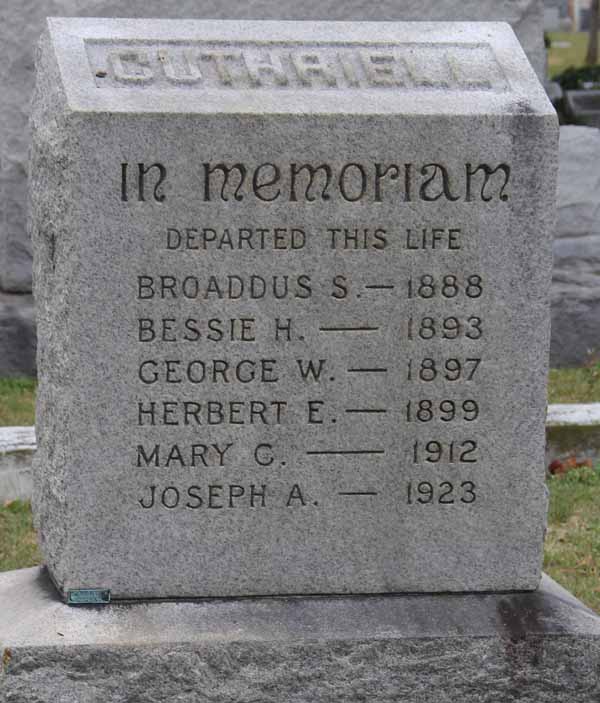 GUTHRIELL
In memoriam
DEPARTED THIS LIFE
BROADDUS S. — 1888
BESSIE H. — 1893
GEORGE W. — 1897
HERBERT E. — 1899
MARY C. — 1912
JOSEPH A. — 1923